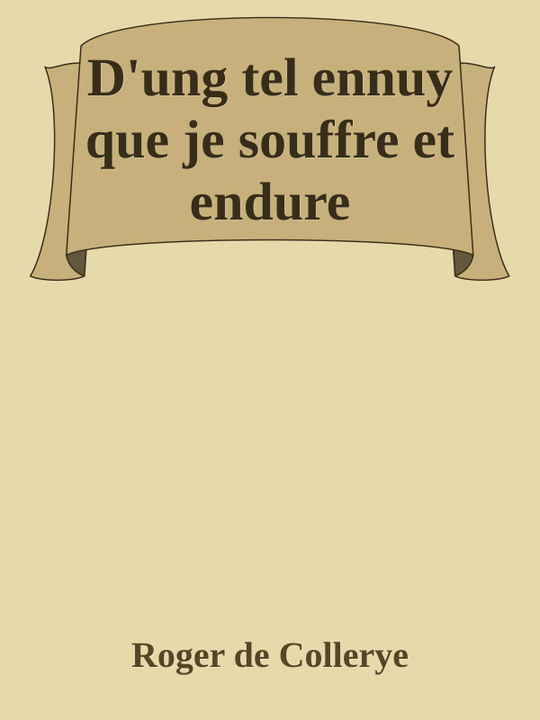 D'ung tel ennuy
que je souffre et
endure
Roger de Collerye